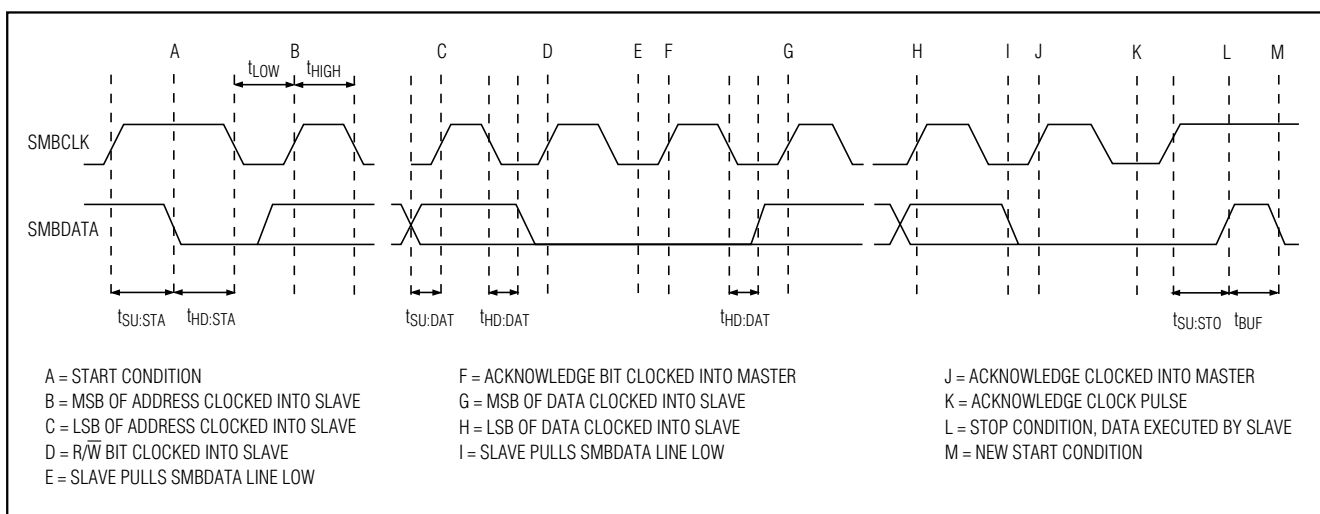 A B C D E F G H I J K L M
tLOW tHIGH
SMBCLK
SMBDATA
tSU:STA tHD:STA tSU:DAT tHD:DAT tHD:DAT tSU:STO tBUF
A = START CONDITION
B = MSB OF ADDRESS CLOCKED INTO SLAVE
C = LSB OF ADDRESS CLOCKED INTO SLAVE
D = R/W̅ BIT CLOCKED INTO SLAVE
E = SLAVE PULLS SMBDATA LINE LOW
F = ACKNOWLEDGE BIT CLOCKED INTO MASTER
G = MSB OF DATA CLOCKED INTO SLAVE
H = LSB OF DATA CLOCKED INTO SLAVE
I = SLAVE PULLS SMBDATA LINE LOW
J = ACKNOWLEDGE CLOCKED INTO MASTER
K = ACKNOWLEDGE CLOCK PULSE
L = STOP CONDITION, DATA EXECUTED BY SLAVE
M = NEW START CONDITION